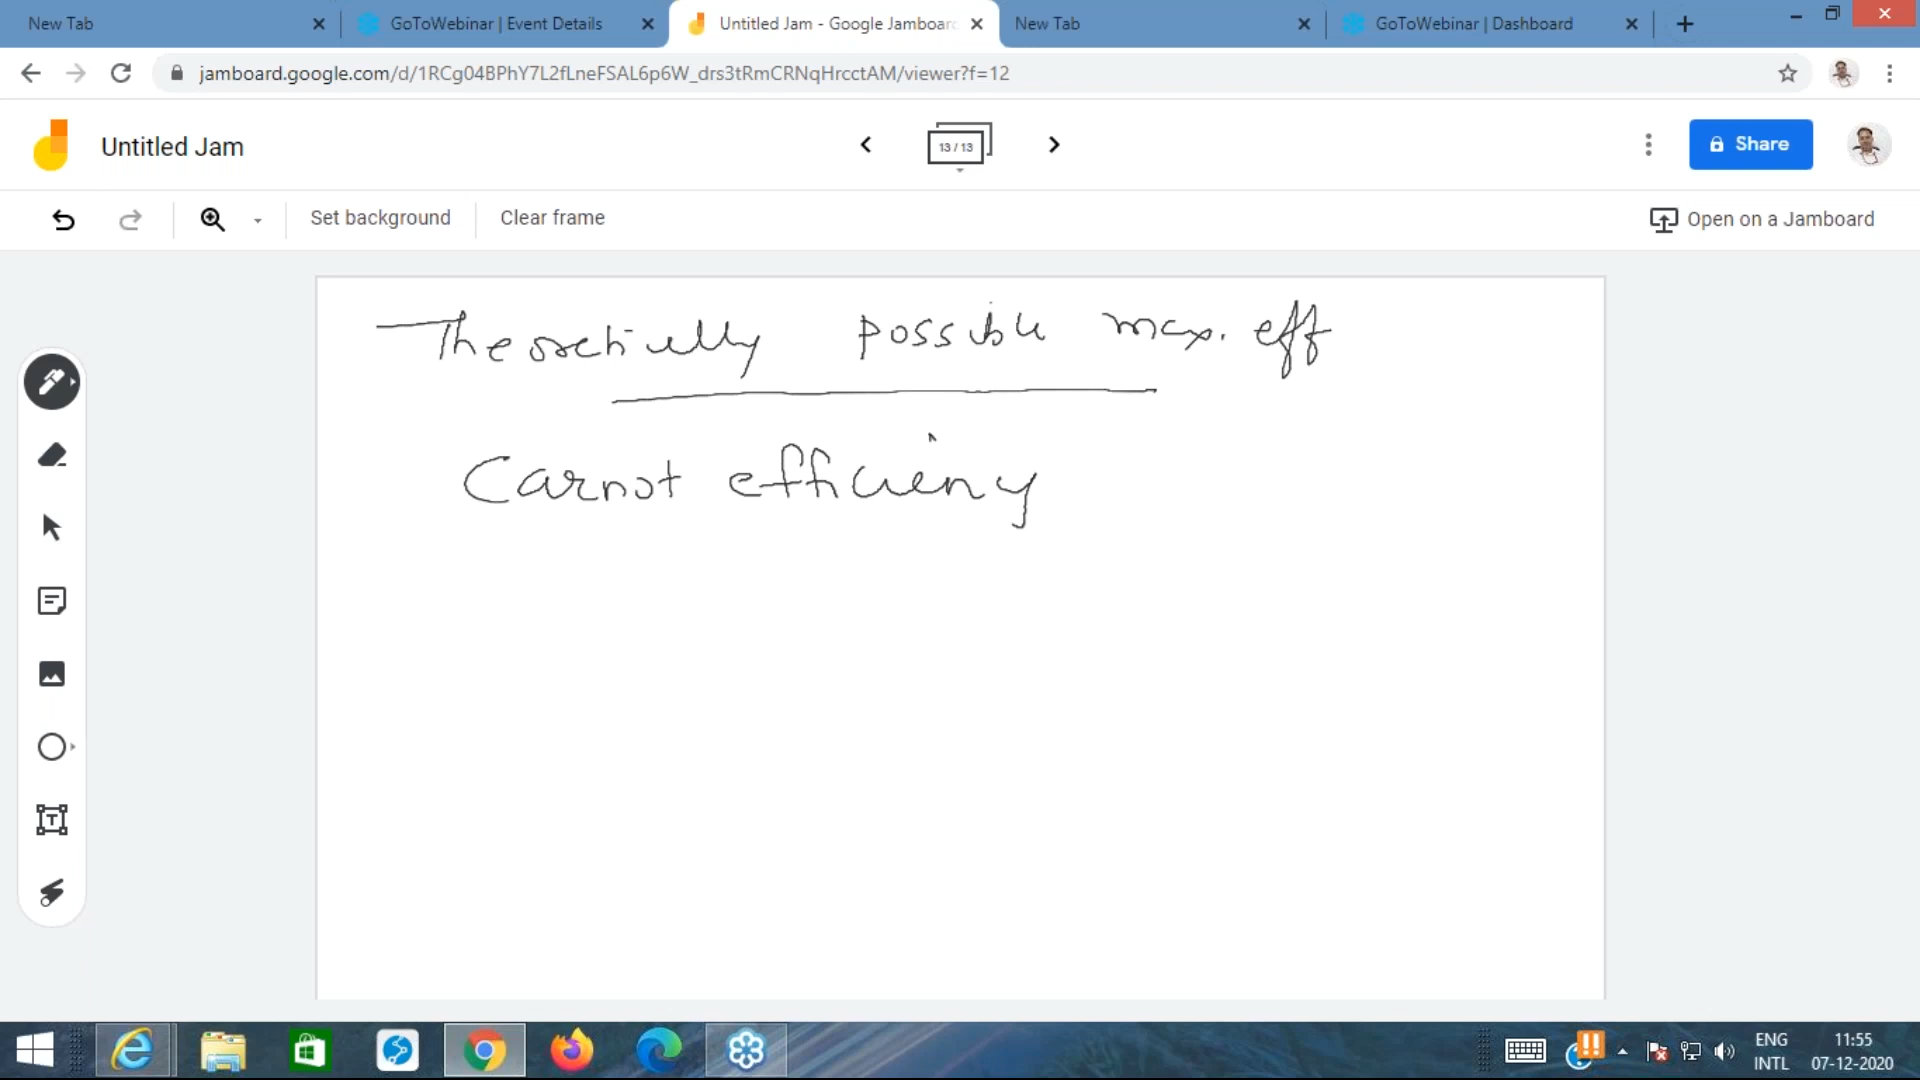 New Tab
GoToWebinar | Event Details
Untitled Jam - Google Jamboard
New Tab
GoToWebinar | Dashboard
jamboard.google.com/d/1RCg04BPhY7L2fLneFSAL6p6W_drs3tRmCRNqHrcctAM/viewer?f=12
Untitled Jam
13 / 13
Share
Set background
Clear frame
Open on a Jamboard
Theoretically possible max. eff
Carnot efficiency
ENG 11:55
INTL 07-12-2020